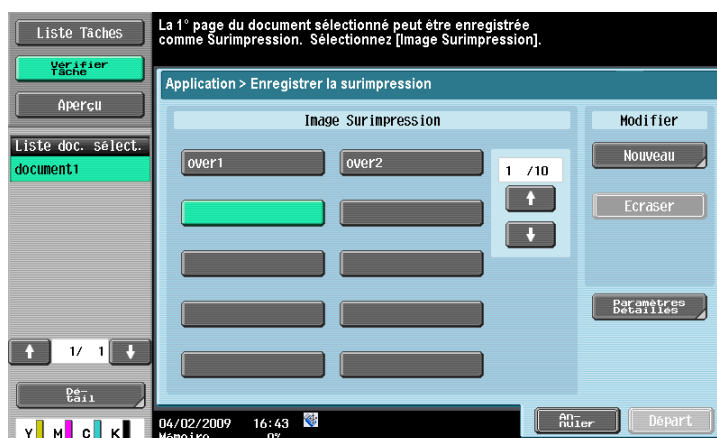 Liste Tâches
Vérifier
Tâche
Aperçu
Liste doc. sélect.
document1
1/ 1
Dé-
tail
Y M C K
La 1° page du document sélectionné peut être enregistrée
comme Surimpression. Sélectionnez [Image Surimpression].
Application > Enregistrer la surimpression
Image Surimpression
over1
over2
1 /10
Modifier
Nouveau
Ecraser
Paramètres
Détaillés
04/02/2009 16:43
Mémoire 0%
An-
nuler
Départ